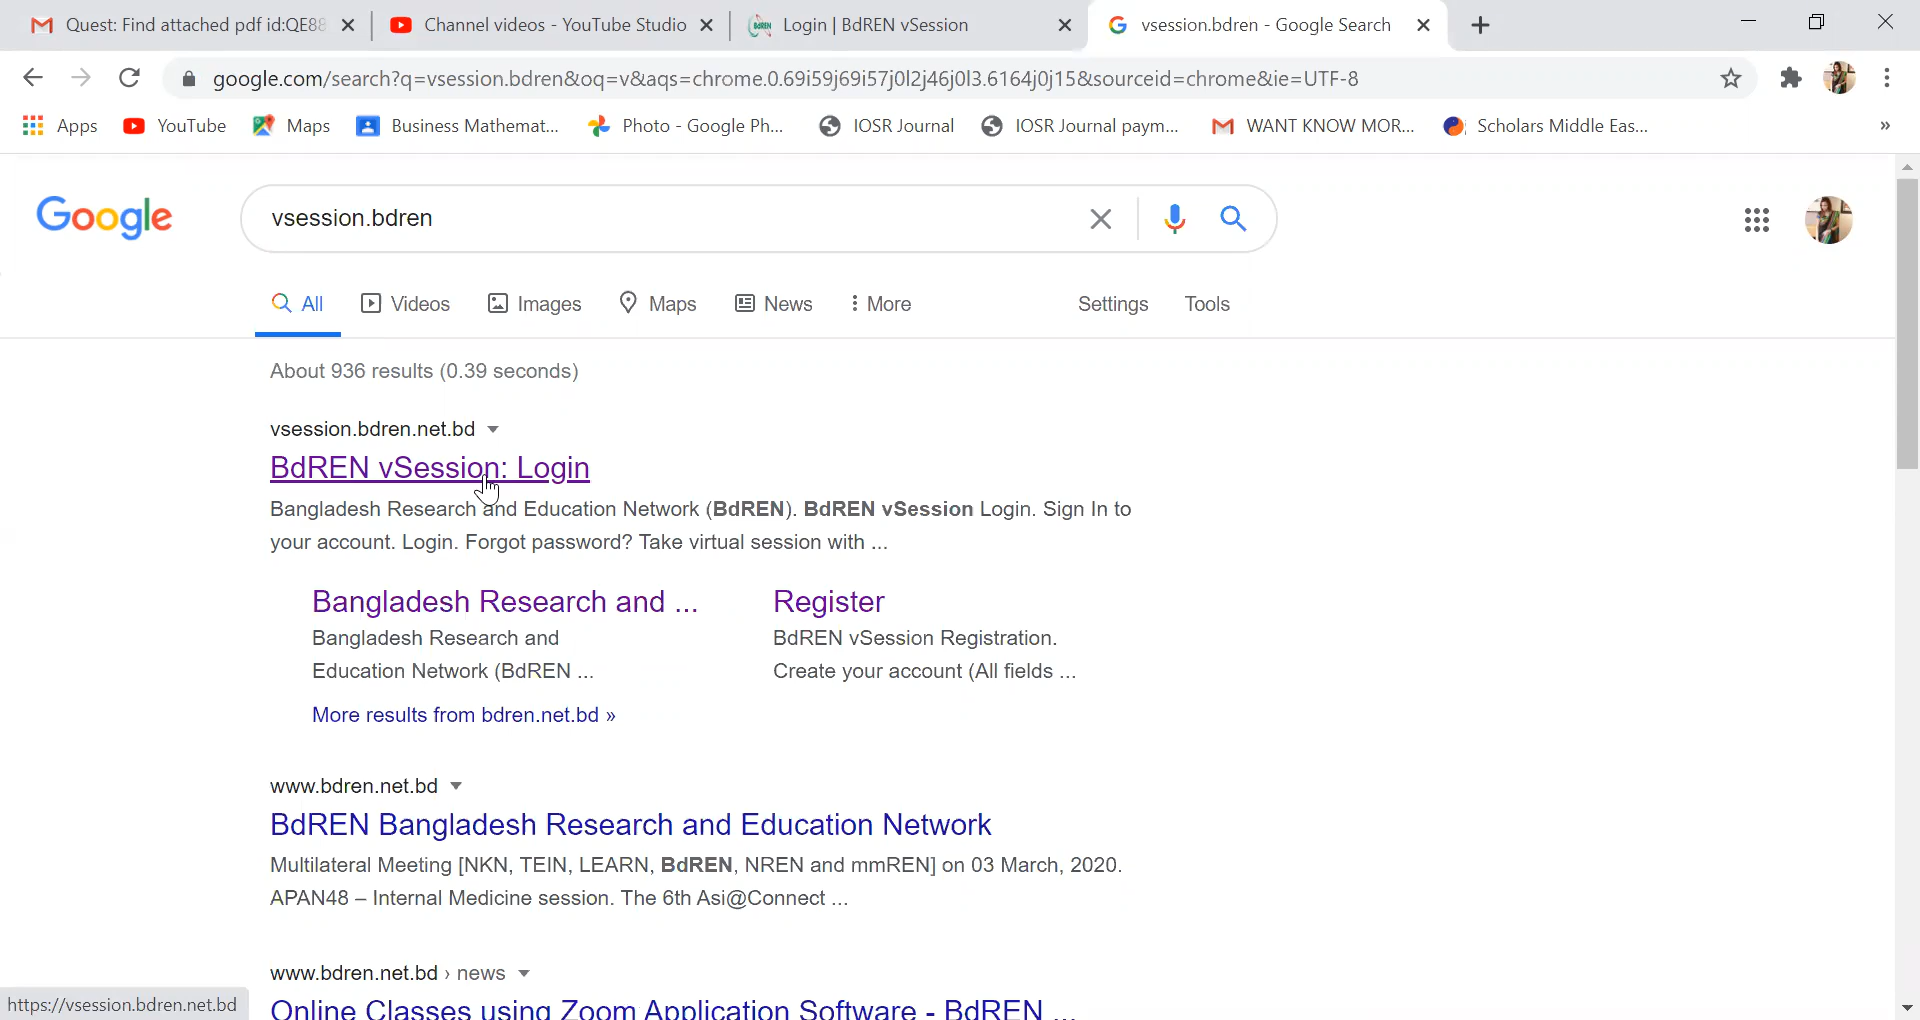 Quest: Find attached pdf id:QE88
Channel videos - YouTube Studio
BdREN
Login | BdREN vSession
vsession.bdren - Google Search
google.com/search?q=vsession.bdren&oq=v&aqs=chrome.0.69i59j69i57j0l2j46j0l3.6164j0j15&sourceid=chrome&ie=UTF-8
Apps
YouTube
Maps
Business Mathemat...
Photo - Google Ph...
IOSR Journal
IOSR Journal paym...
WANT KNOW MOR...
Scholars Middle Eas...
»
Google
vsession.bdren
All
Videos
Images
Maps
News
More
Settings
Tools
About 936 results (0.39 seconds)
vsession.bdren.net.bd
BdREN vSession: Login
Bangladesh Research and Education Network (BdREN). BdREN vSession Login. Sign In to
your account. Login. Forgot password? Take virtual session with ...
Bangladesh Research and ...
Bangladesh Research and
Education Network (BdREN ...
Register
BdREN vSession Registration.
Create your account (All fields ...
More results from bdren.net.bd »
www.bdren.net.bd
BdREN Bangladesh Research and Education Network
Multilateral Meeting [NKN, TEIN, LEARN, BdREN, NREN and mmREN] on 03 March, 2020.
APAN48 – Internal Medicine session. The 6th Asi@Connect ...
www.bdren.net.bd › news
Online Classes using Zoom Application Software - BdREN ...
https://vsession.bdren.net.bd